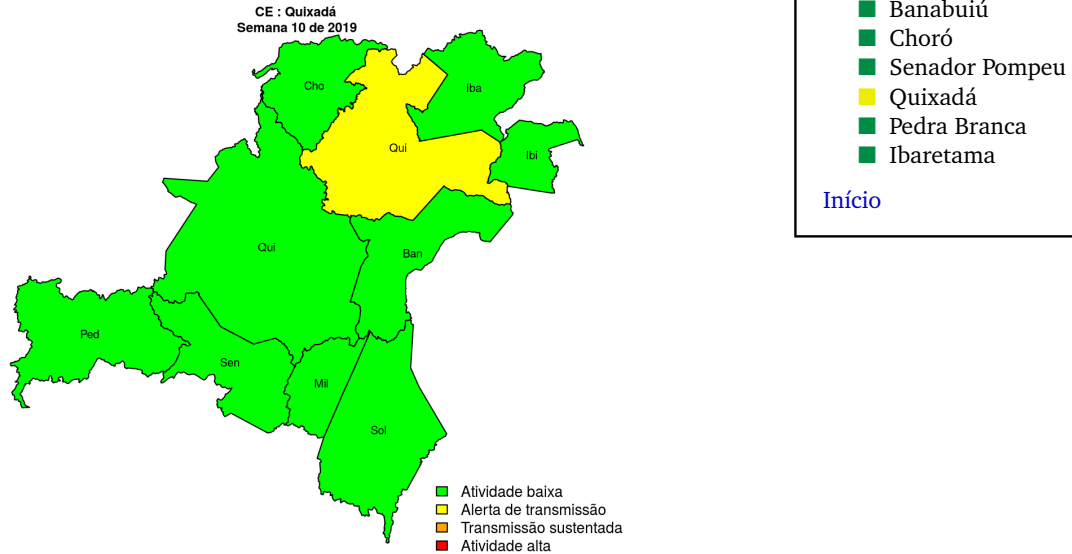 CE : Quixadá
Semana 10 de 2019
Cho
Iba
Qui
Ibi
Qui
Ban
Ped
Sen
Mil
Sol
Atividade baixa
Alerta de transmissão
Transmissão sustentada
Atividade alta
Banabuiú
Choró
Senador Pompeu
Quixadá
Pedra Branca
Ibaretama
Início